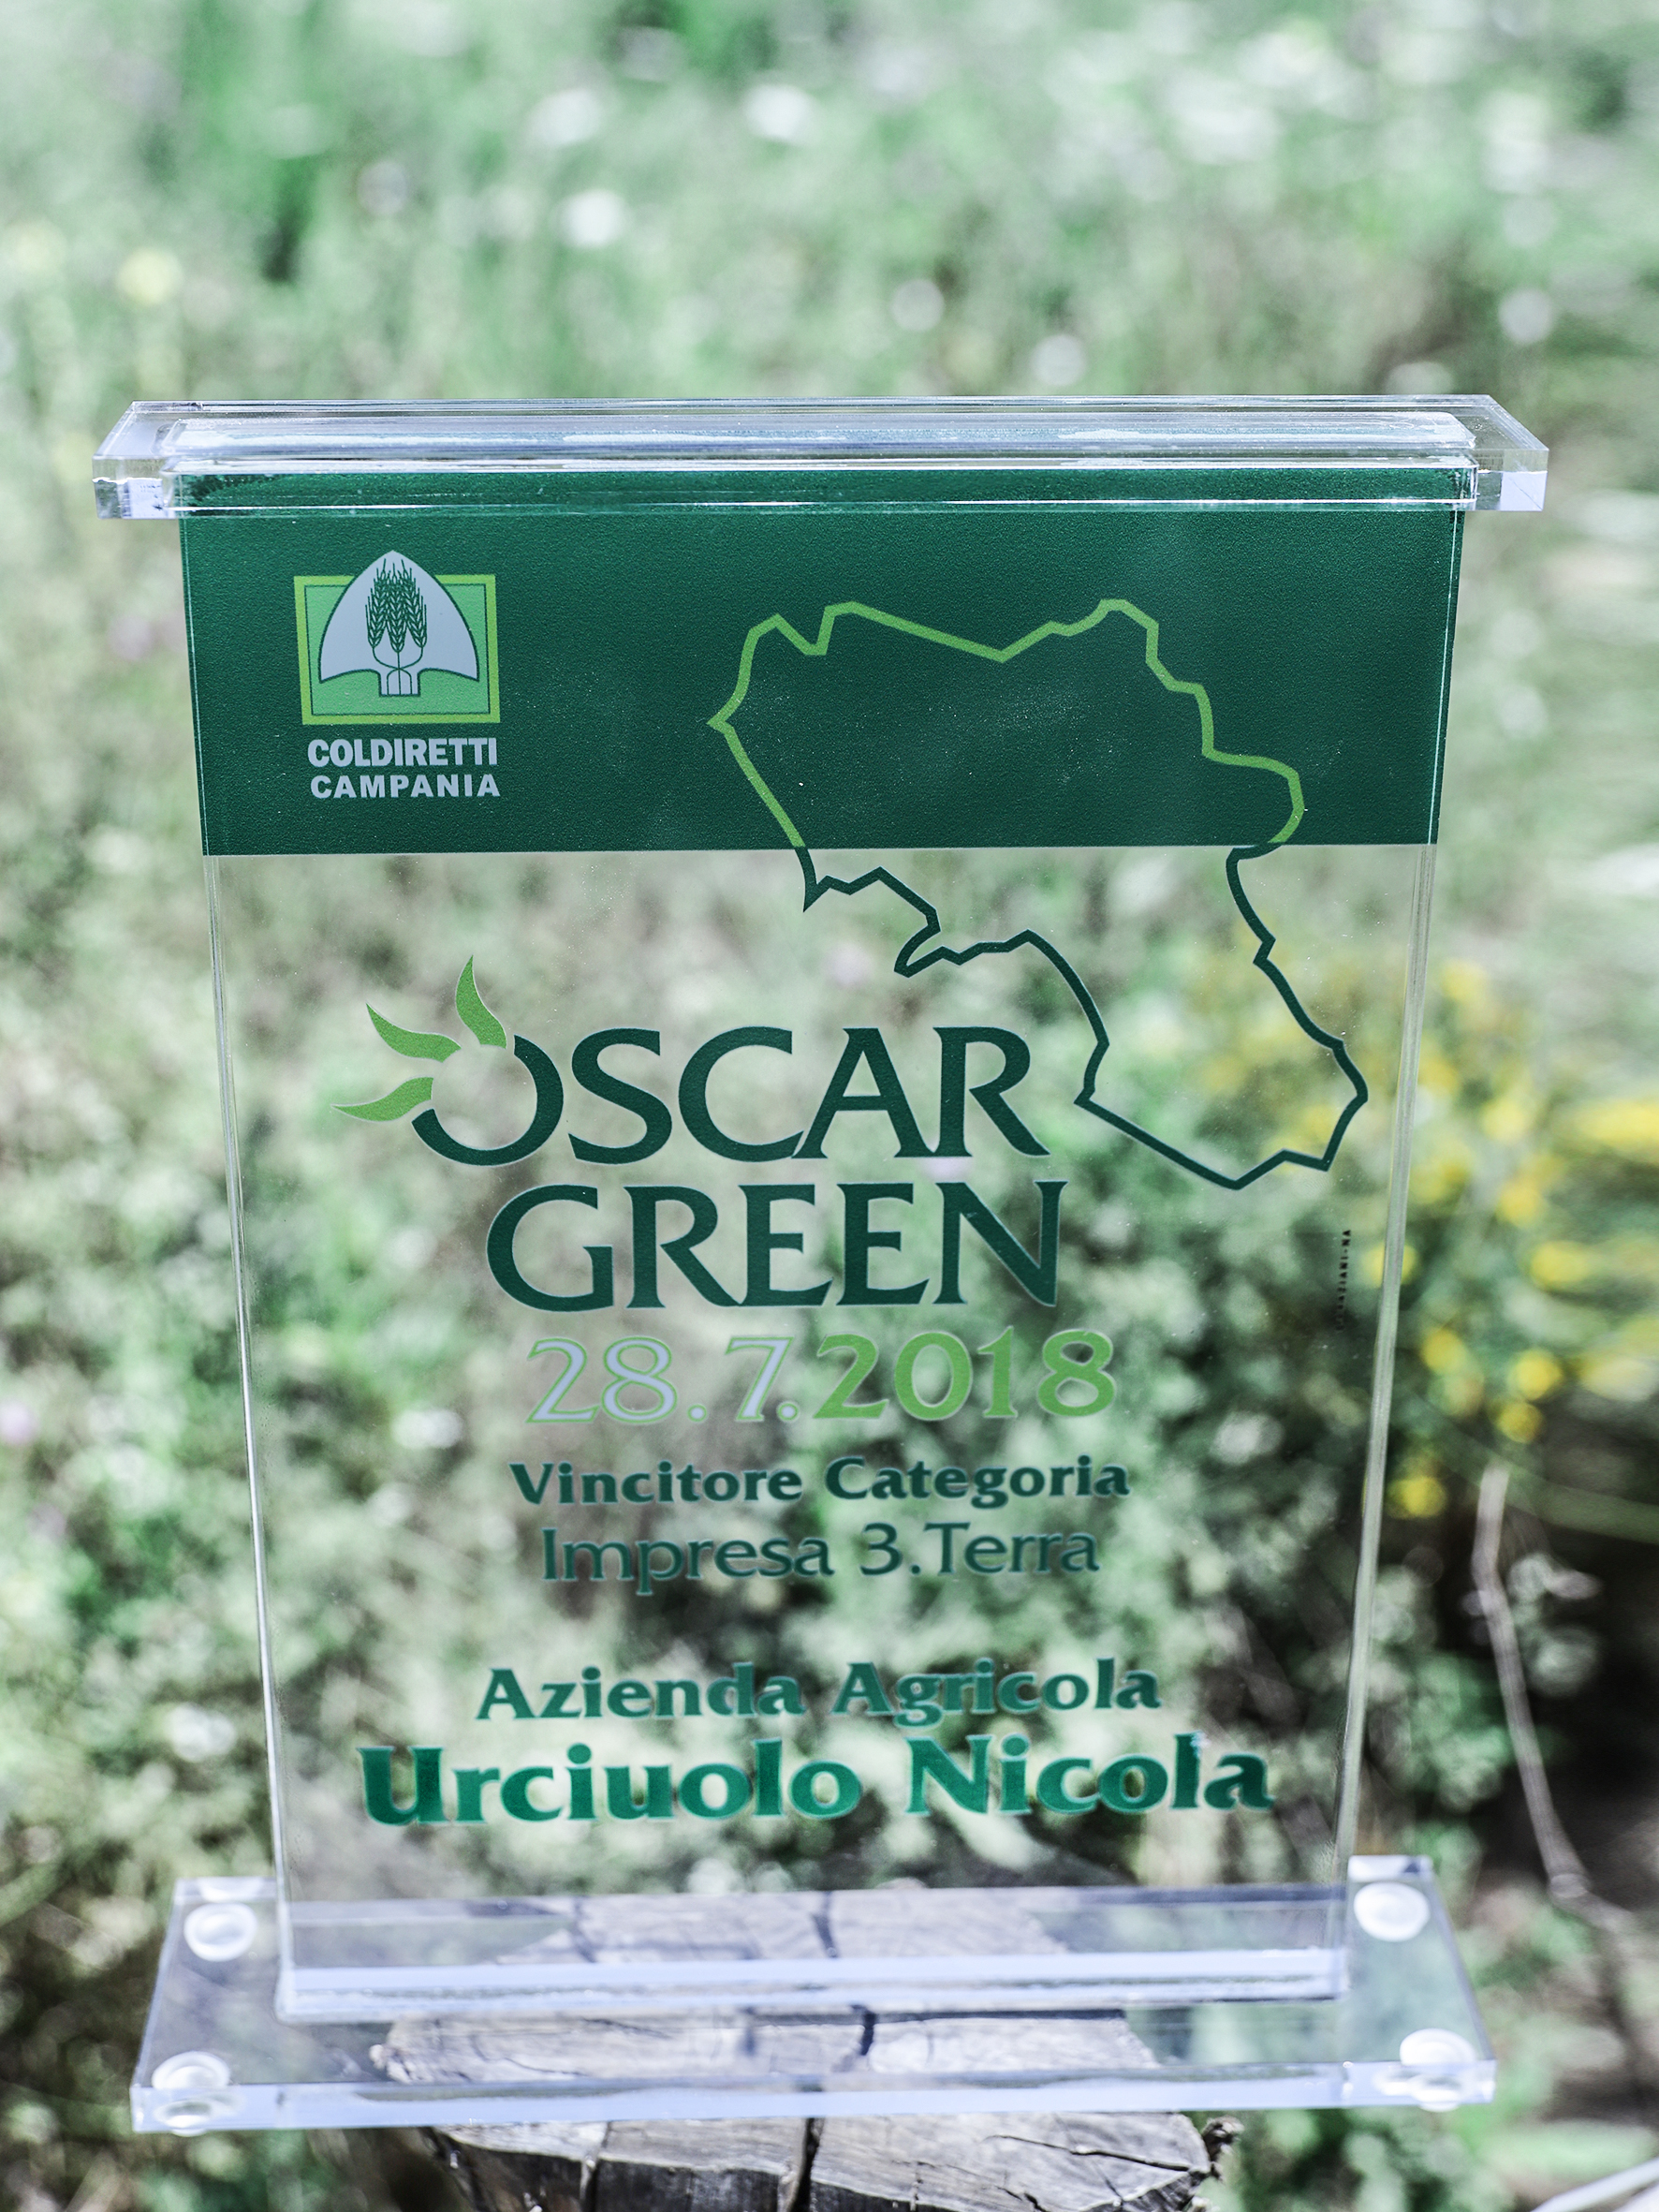 COLDIRETTI
CAMPANIA
OSCAR
GREEN
28.7.2018
Vincitore Categoria
Impresa 3.Terra
Azienda Agricola
Urciuolo Nicola